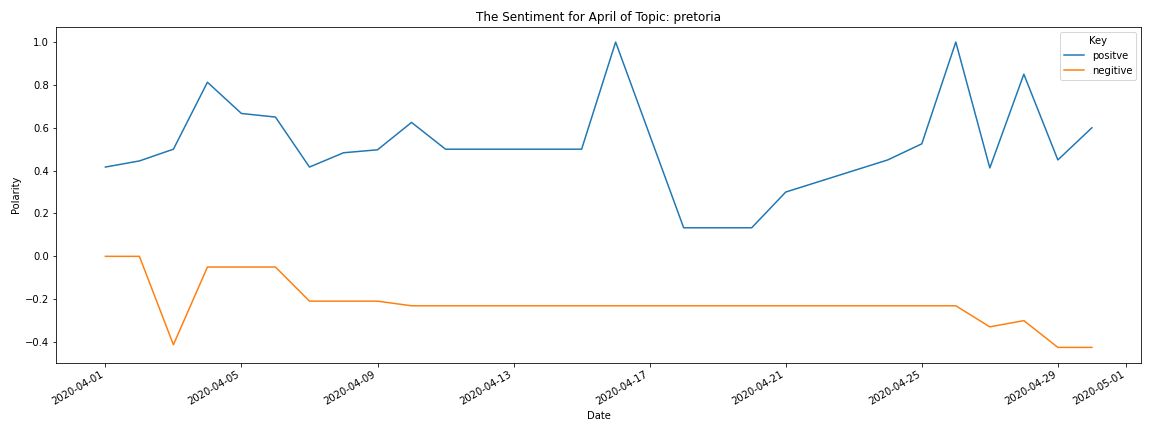 The Sentiment for April of Topic: pretoria
Key
positve
negitive
Polarity
1.0
0.8
0.6
0.4
0.2
0.0
−0.2
−0.4
2020-04-01
2020-04-05
2020-04-09
2020-04-13
2020-04-17
2020-04-21
2020-04-25
2020-04-29
2020-05-01
Date